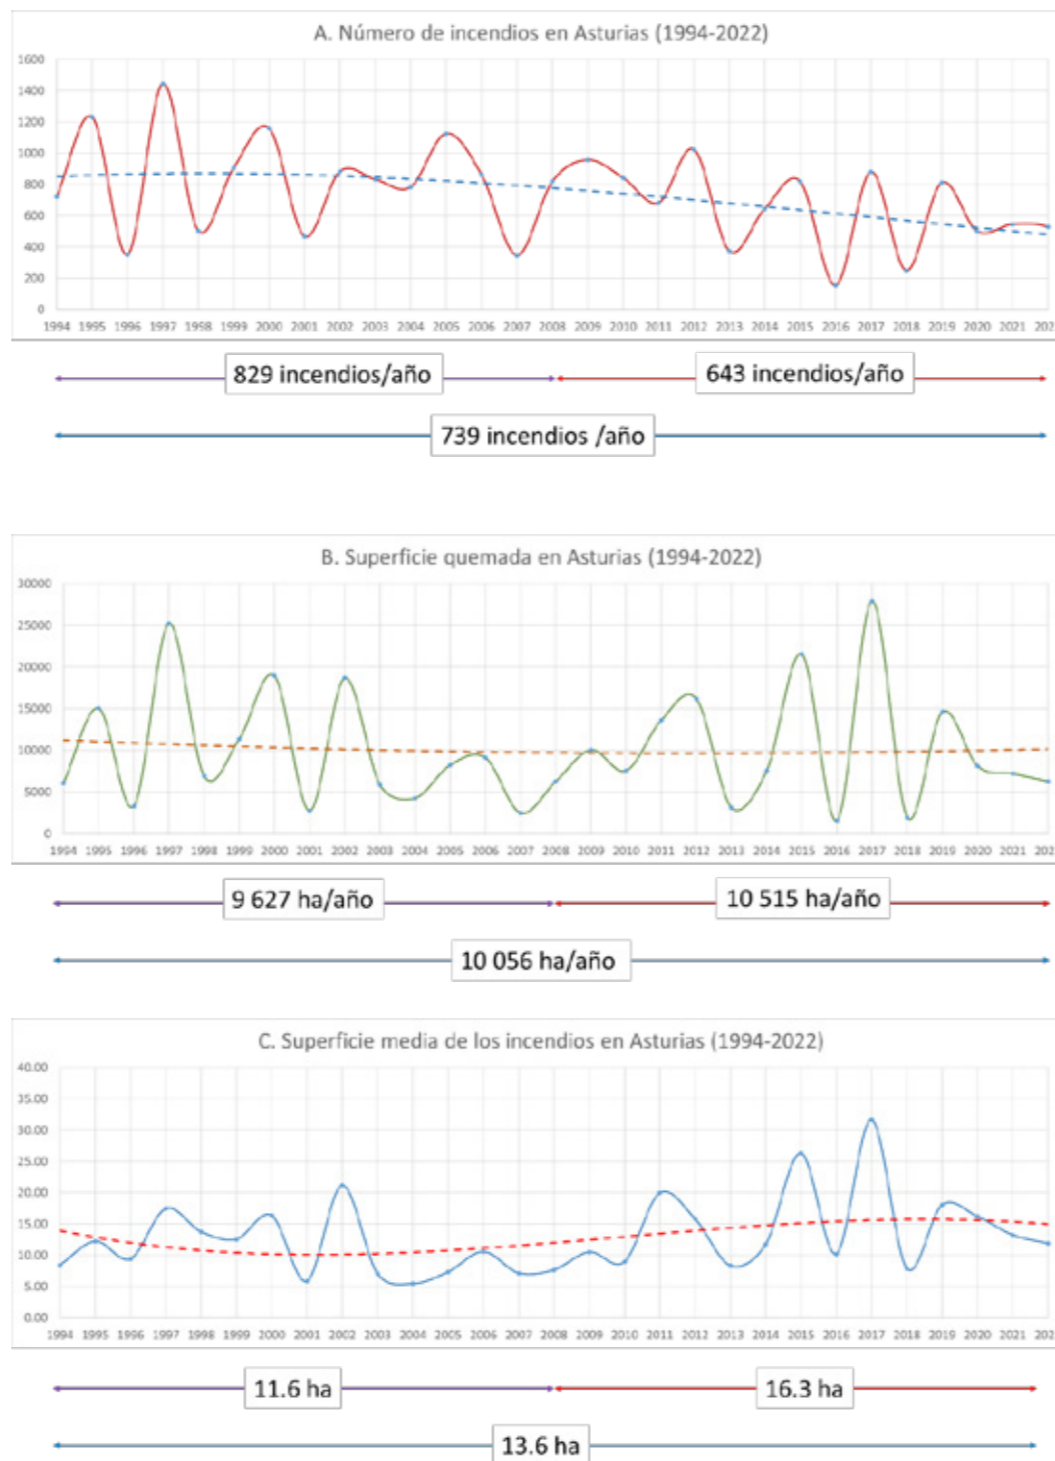 A. Número de incendios en Asturias (1994-2022)
1600
1400
1200
1000
800
600
400
200
0
1994 1995 1996 1997 1998 1999 2000 2001 2002 2003 2004 2005 2006 2007 2008 2009 2010 2011 2012 2013 2014 2015 2016 2017 2018 2019 2020 2021 202
829 incendios/año 643 incendios/año
739 incendios /año
B. Superficie quemada en Asturias (1994-2022)
30000
25000
20000
15000
10000
5000
0
1994 1995 1996 1997 1998 1999 2000 2001 2002 2003 2004 2005 2006 2007 2008 2009 2010 2011 2012 2013 2014 2015 2016 2017 2018 2019 2020 2021 202
9 627 ha/año 10 515 ha/año
10 056 ha/año
C. Superficie media de los incendios en Asturias (1994-2022)
40.00
35.00
30.00
25.00
20.00
15.00
10.00
5.00
0.00
1994 1995 1996 1997 1998 1999 2000 2001 2002 2003 2004 2005 2006 2007 2008 2009 2010 2011 2012 2013 2014 2015 2016 2017 2018 2019 2020 2021 202
11.6 ha 16.3 ha
13.6 ha